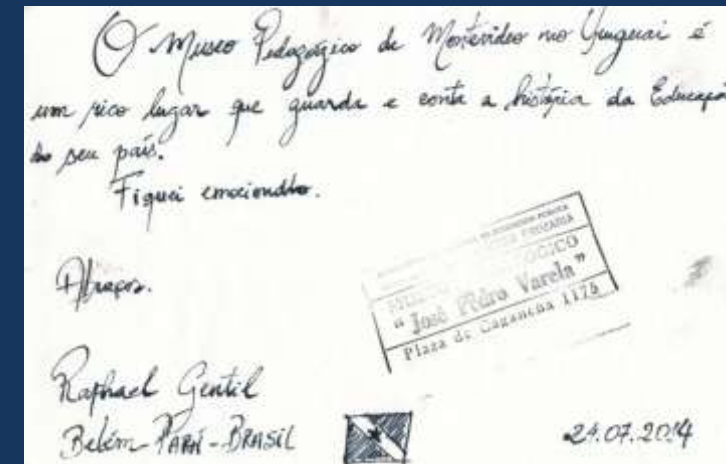 O Museo Pedagógico de Montevideo no Uruguai é
um rico lugar que guarda e conta a história da Educação
do seu país.
Fiquei emocionado.
Abraços.
"José Pedro Varela"
Plaza de Cagancha 1175
Raphael Gentil
Belém-PARÁ-BRASIL
24.07.2014